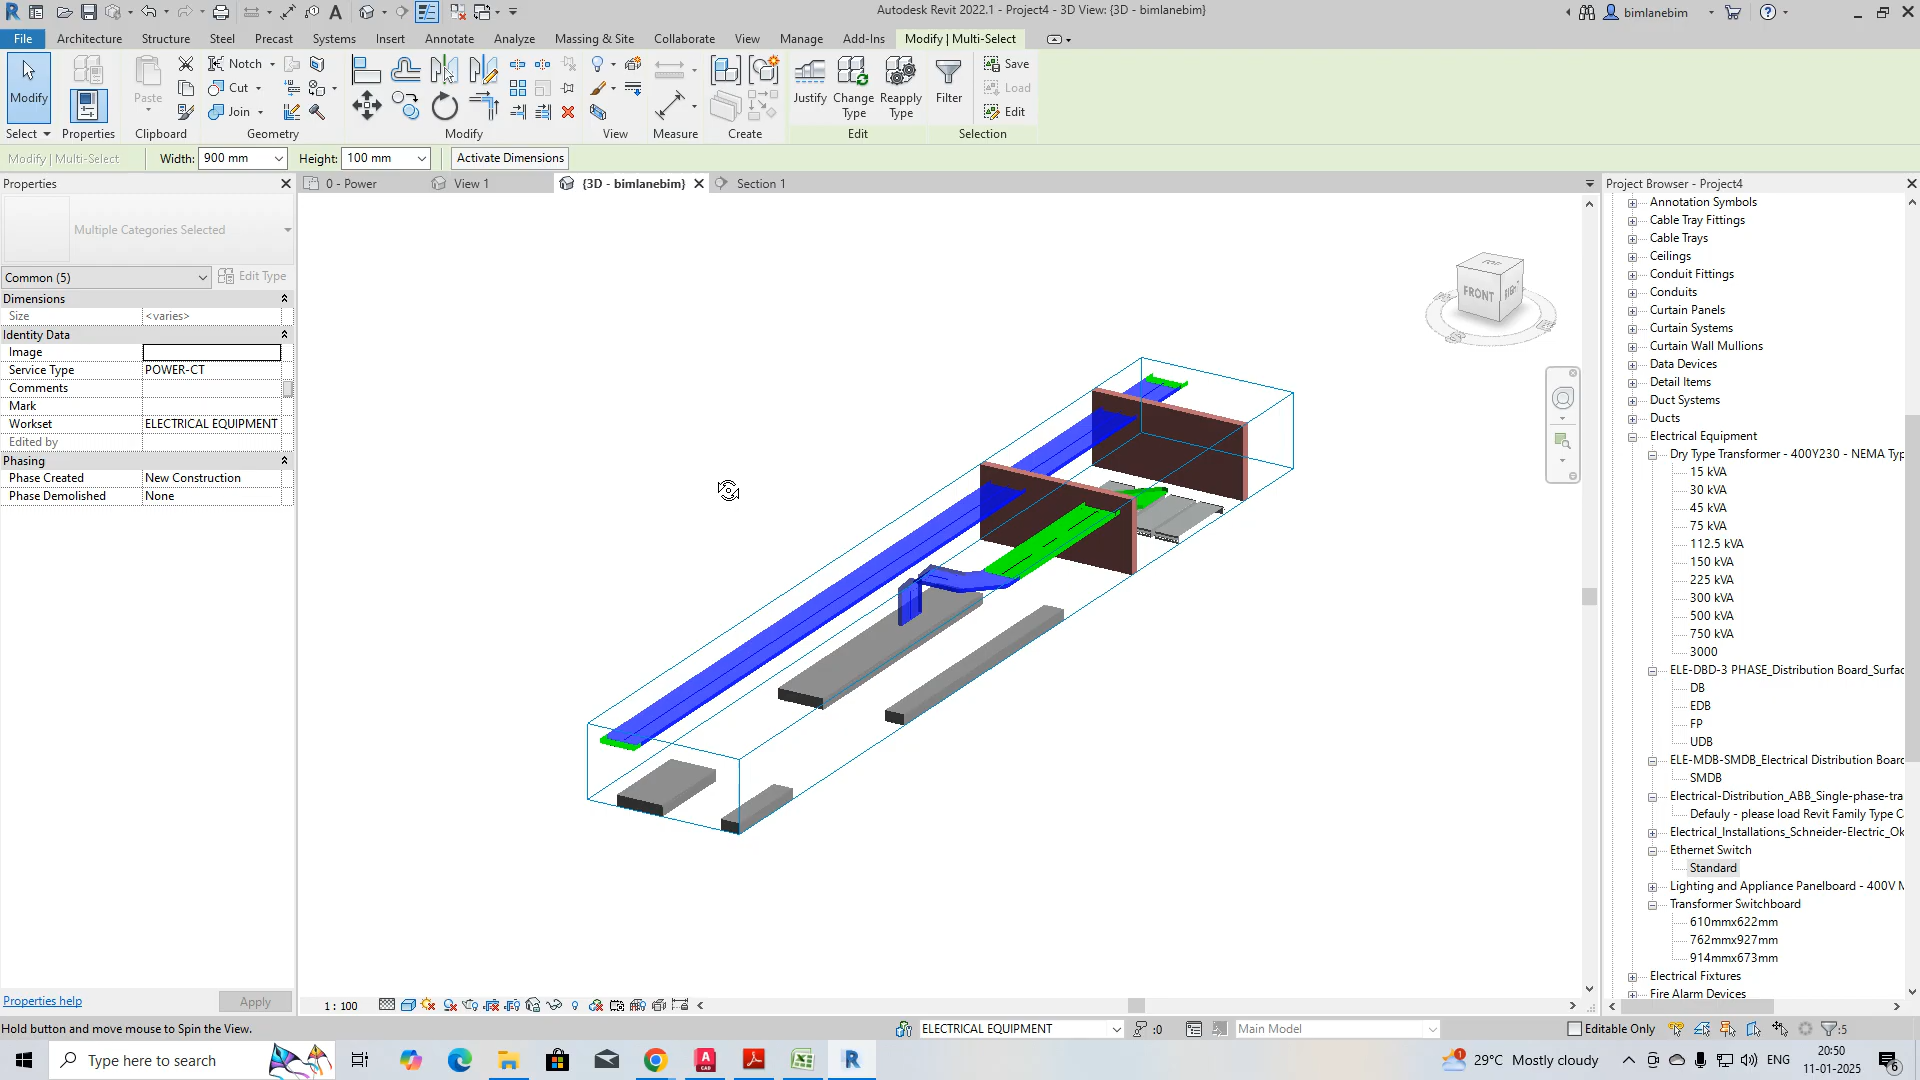 Autodesk Revit 2022.1 - Project4 - 3D View: {3D - bimlanebim}
bimlanebim
File Architecture Structure Steel Precast Systems Insert Annotate Analyze Massing & Site Collaborate View Manage Add-Ins Modify | Multi-Select
Modify
Paste
Notch
Cut
Join
Justify
Change
Type
Reapply
Type
Filter
Save
Load
Edit
Select Properties Clipboard Geometry Modify View Measure Create Edit Selection
Modify | Multi-Select Width: 900 mm Height: 100 mm Activate Dimensions
Properties
0 - Power
View 1
{3D - bimlanebim}
Section 1
Project Browser - Project4
Multiple Categories Selected
Common (5) Edit Type
Dimensions
Size <varies>
Identity Data
Image
Service Type POWER-CT
Comments
Mark
Workset ELECTRICAL EQUIPMENT
Edited by
Phasing
Phase Created New Construction
Phase Demolished None
Properties help Apply
FRONT
Annotation Symbols
Cable Tray Fittings
Cable Trays
Ceilings
Conduit Fittings
Conduits
Curtain Panels
Curtain Systems
Curtain Wall Mullions
Data Devices
Detail Items
Duct Systems
Ducts
Electrical Equipment
Dry Type Transformer - 400Y230 - NEMA Typ
15 kVA
30 kVA
45 kVA
75 kVA
112.5 kVA
150 kVA
225 kVA
300 kVA
500 kVA
750 kVA
3000
ELE-DBD-3 PHASE_Distribution Board_Surfac
DB
EDB
FP
UDB
ELE-MDB-SMDB_Electrical Distribution Board
SMDB
Electrical-Distribution_ABB_Single-phase-tra
Defauly - please load Revit Family Type C
Electrical_Installations_Schneider-Electric_Ok
Ethernet Switch
Standard
Lighting and Appliance Panelboard - 400V M
Transformer Switchboard
610mmx622mm
762mmx927mm
914mmx673mm
Electrical Fixtures
Fire Alarm Devices
1 : 100
Hold button and move mouse to Spin the View.
ELECTRICAL EQUIPMENT
:0
Main Model
Editable Only
:5
Type here to search
29°C Mostly cloudy
ENG
20:50
11-01-2025